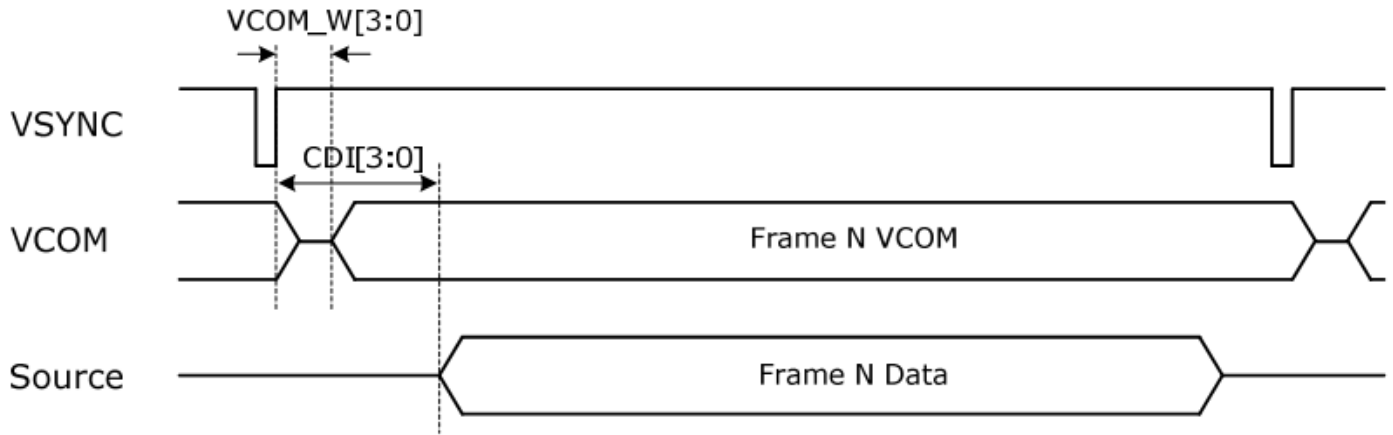 VCOM_W[3:0]
VSYNC
CDI[3:0]
VCOM
Frame N VCOM
Source
Frame N Data